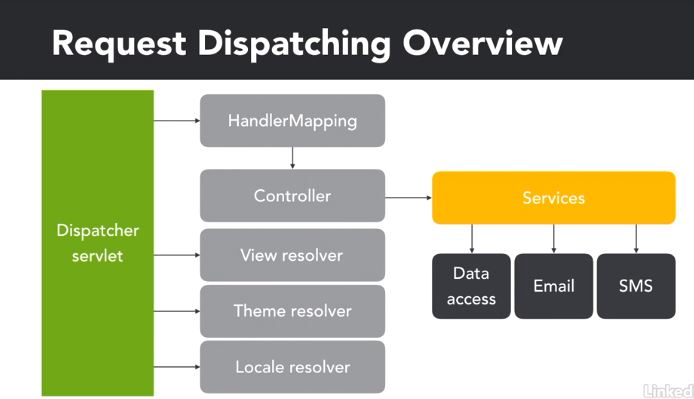 Request Dispatching Overview
HandlerMapping
Controller
Services
Dispatcher
servlet
View resolver
Data
access
Email
SMS
Theme resolver
Locale resolver
Linked